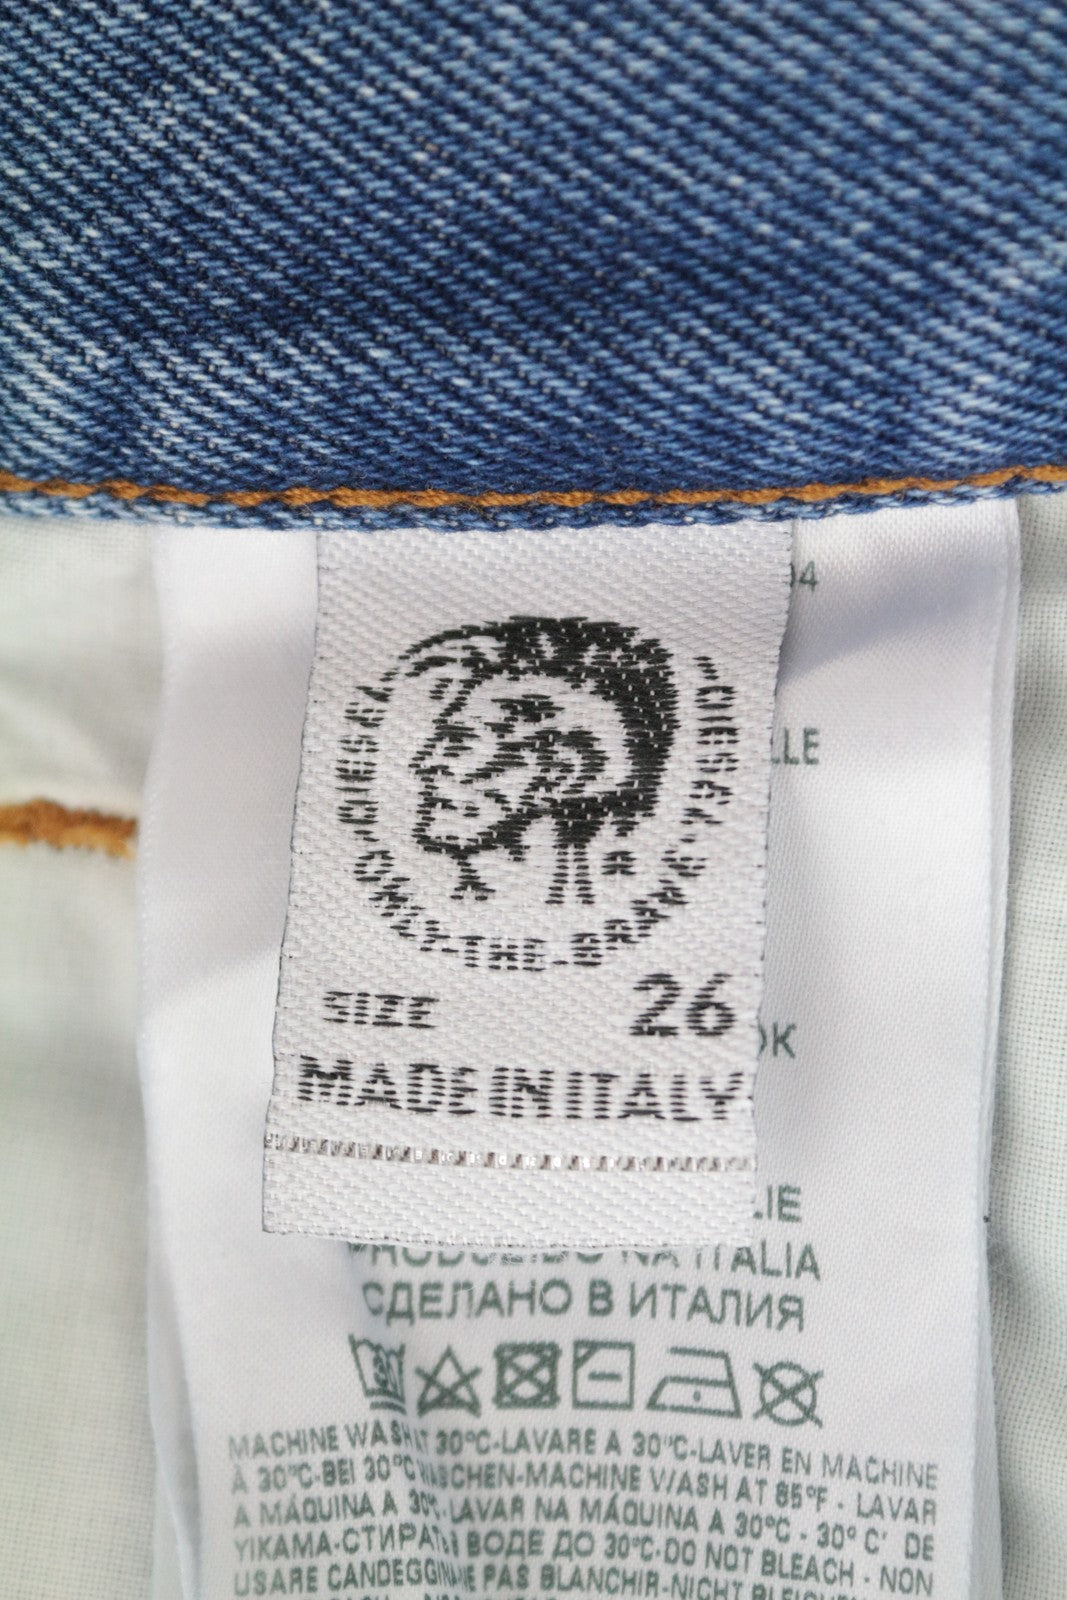 DIESEL
"DIESEL"
ONLY-THE-BRAVE
SIZE 26
MADE IN ITALY
04
LLE
OK
LIE
PRODUZIDO NA ITALIA
СДЕЛАНО В ИТАЛИЯ
30
MACHINE WASH AT 30°C-LAVARE A 30°C-LAVER EN MACHINE
À 30°C-BEI 30°C WASCHEN-MACHINE WASH AT 85°F - LAVAR
A MÁQUINA A 30°C-LAVAR NA MÁQUINA A 30°C - 30° C' DE
YIKAMA-СТИРАТЬ В ВОДЕ ДО 30°C-DO NOT BLEACH - NON
USARE CANDEGGINA-NE PAS BLANCHIR-NICHT